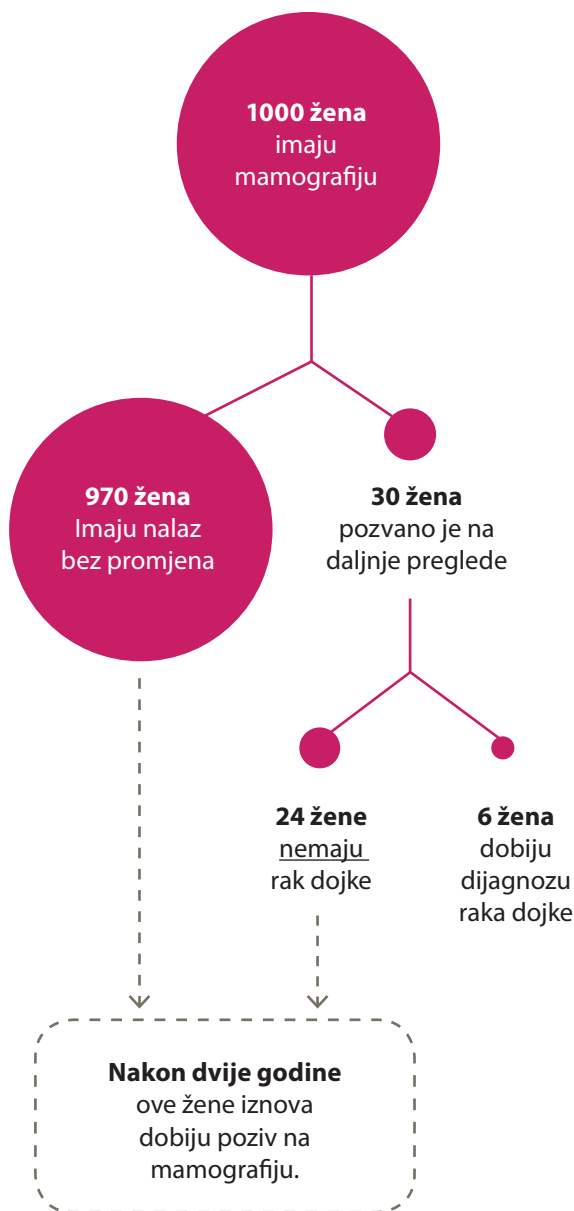 1000 žena
imaju
mamografiju
970 žena
Imaju nalaz
bez promjena
30 žena
pozvano je na
daljnje preglede
24 žene
nemaju
rak dojke
6 žena
dobiju
dijagnozu
raka dojke
Nakon dvije godine
ove žene iznova
dobiju poziv na
mamografiju.